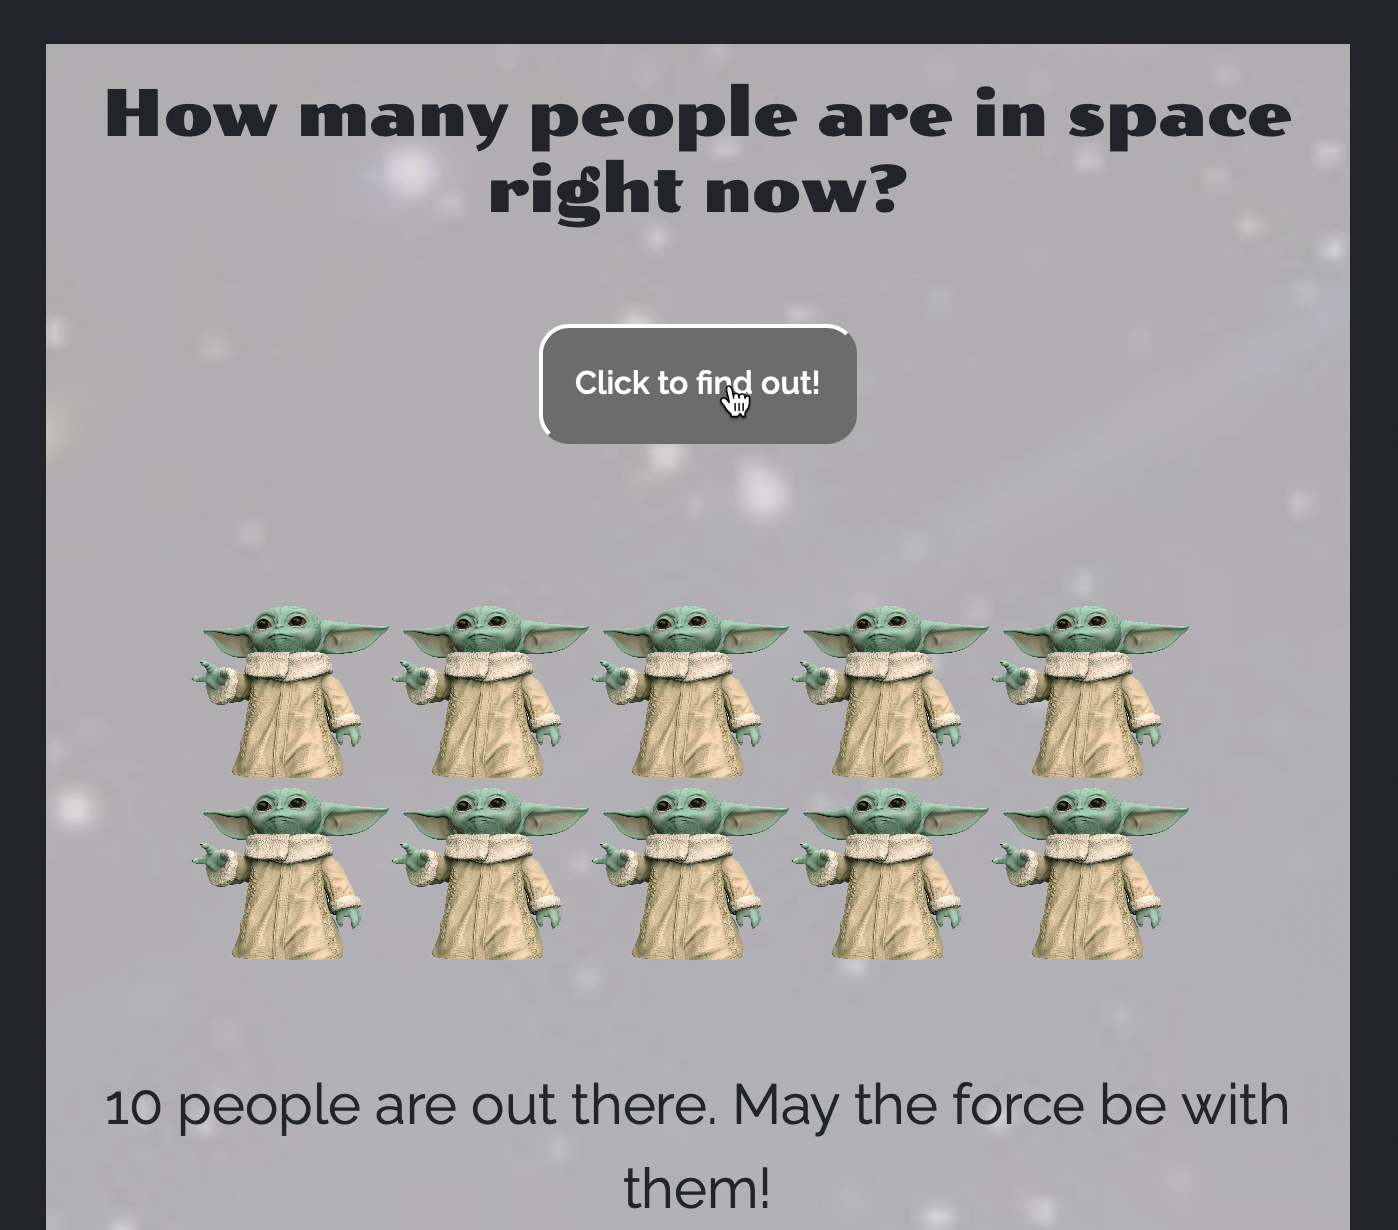 How many people are in space
right now?
Click to find out!
10 people are out there. May the force be with
them!